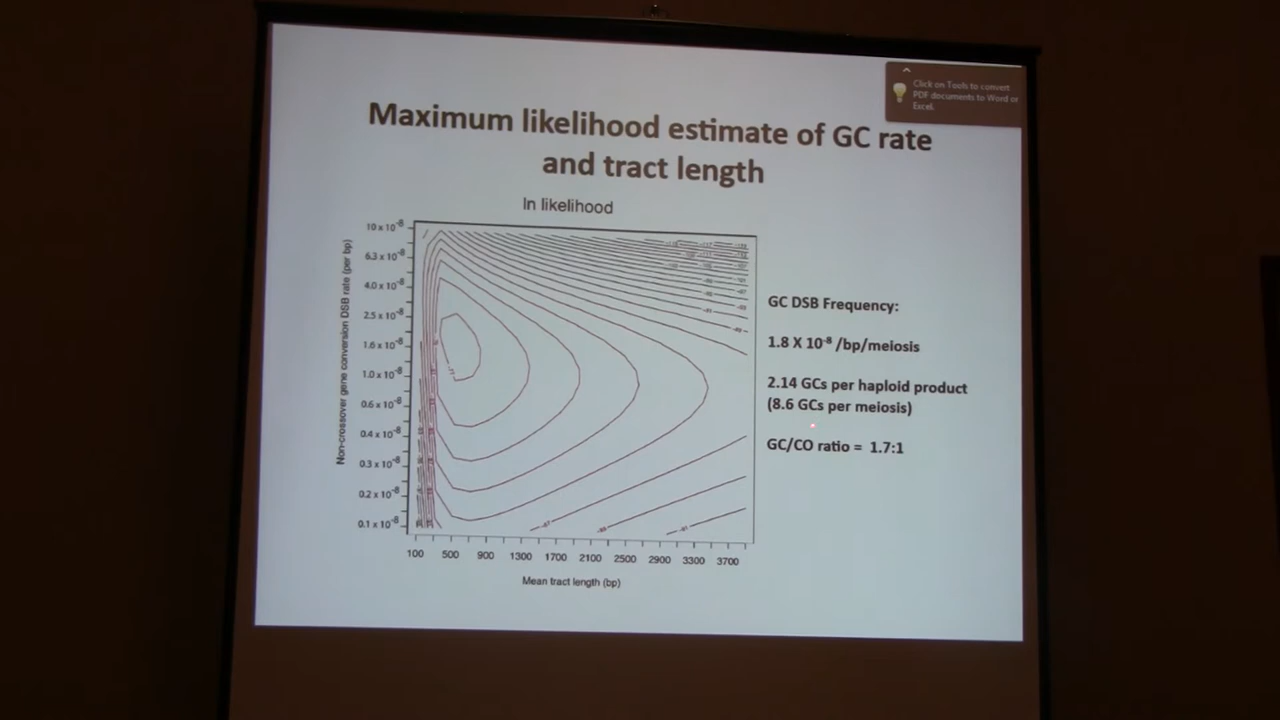 Click on Tools to convert
PDF documents to Word or
Excel.
Maximum likelihood estimate of GC rate
and tract length
ln likelihood
Non-crossover gene conversion DSB rate (per bp)
10 x 10-8
6.3 x 10-8
4.0 x 10-8
2.5 x 10-8
1.6 x 10-8
1.0 x 10-8
0.6 x 10-8
0.4 x 10-8
0.3 x 10-8
0.2 x 10-8
0.1 x 10-8
100 500 900 1300 1700 2100 2500 2900 3300 3700
Mean tract length (bp)
GC DSB Frequency:
1.8 X 10-8 /bp/meiosis
2.14 GCs per haploid product
(8.6 GCs per meiosis)
GC/CO ratio = 1.7:1